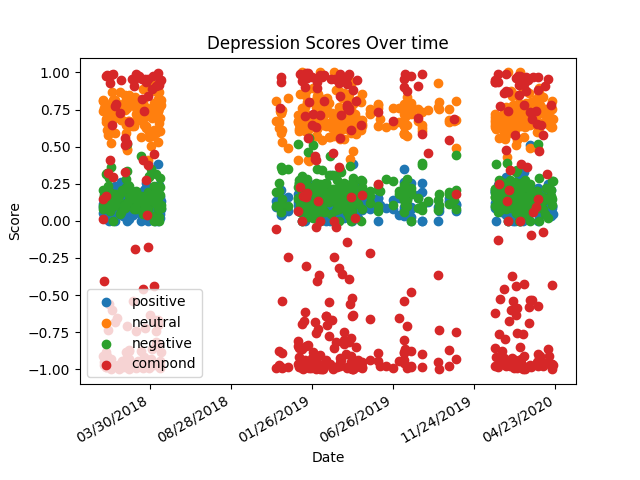 Depression Scores Over time
Score
1.00
0.75
0.50
0.25
0.00
−0.25
−0.50
−0.75
−1.00
positive
neutral
negative
compond
03/30/2018
08/28/2018
01/26/2019
06/26/2019
11/24/2019
04/23/2020
Date